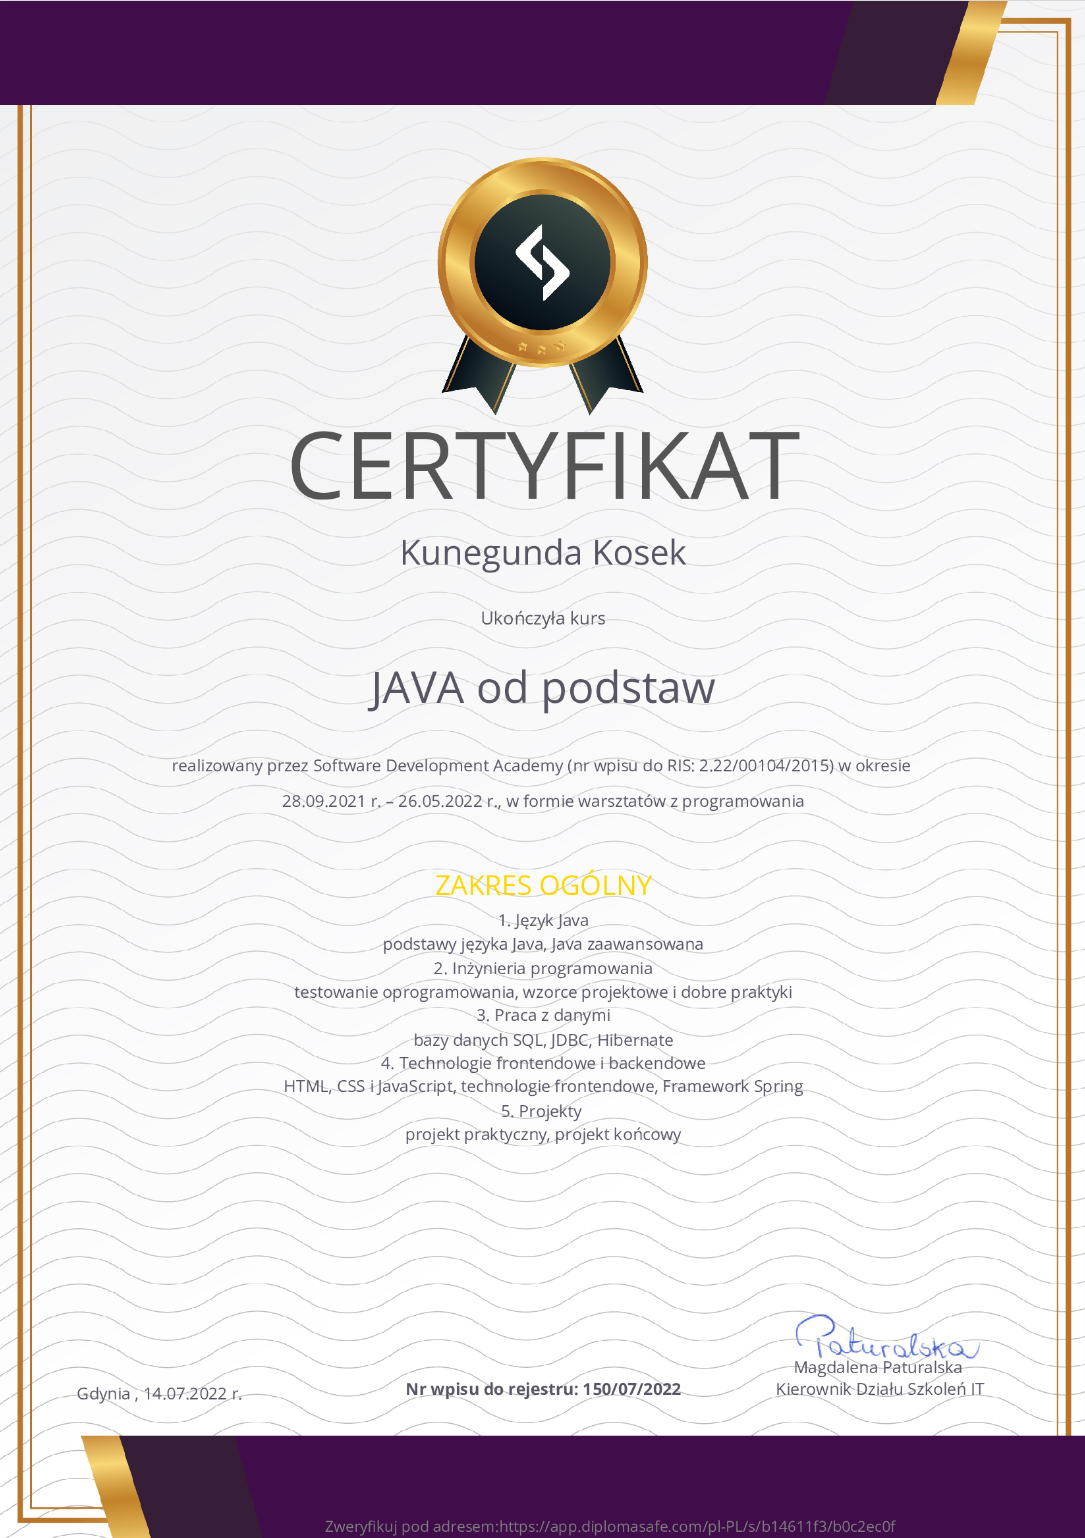 CERTYFIKAT
Kunegunda Kosek
Ukończyła kurs
JAVA od podstaw
realizowany przez Software Development Academy (nr wpisu do RIS: 2.22/00104/2015) w okresie
28.09.2021 r. – 26.05.2022 r., w formie warsztatów z programowania
ZAKRES OGÓLNY
1. Język Java
podstawy języka Java, Java zaawansowana
2. Inżynieria programowania
testowanie oprogramowania, wzorce projektowe i dobre praktyki
3. Praca z danymi
bazy danych SQL, JDBC, Hibernate
4. Technologie frontendowe i backendowe
HTML, CSS i JavaScript, technologie frontendowe, Framework Spring
5. Projekty
projekt praktyczny, projekt końcowy
Paturalska
Magdalena Paturalska
Kierownik Działu Szkoleń IT
Nr wpisu do rejestru: 150/07/2022
Gdynia , 14.07.2022 r.
Zweryfikuj pod adresem:https://app.diplomasafe.com/pl-PL/s/b14611f3/b0c2ec0f